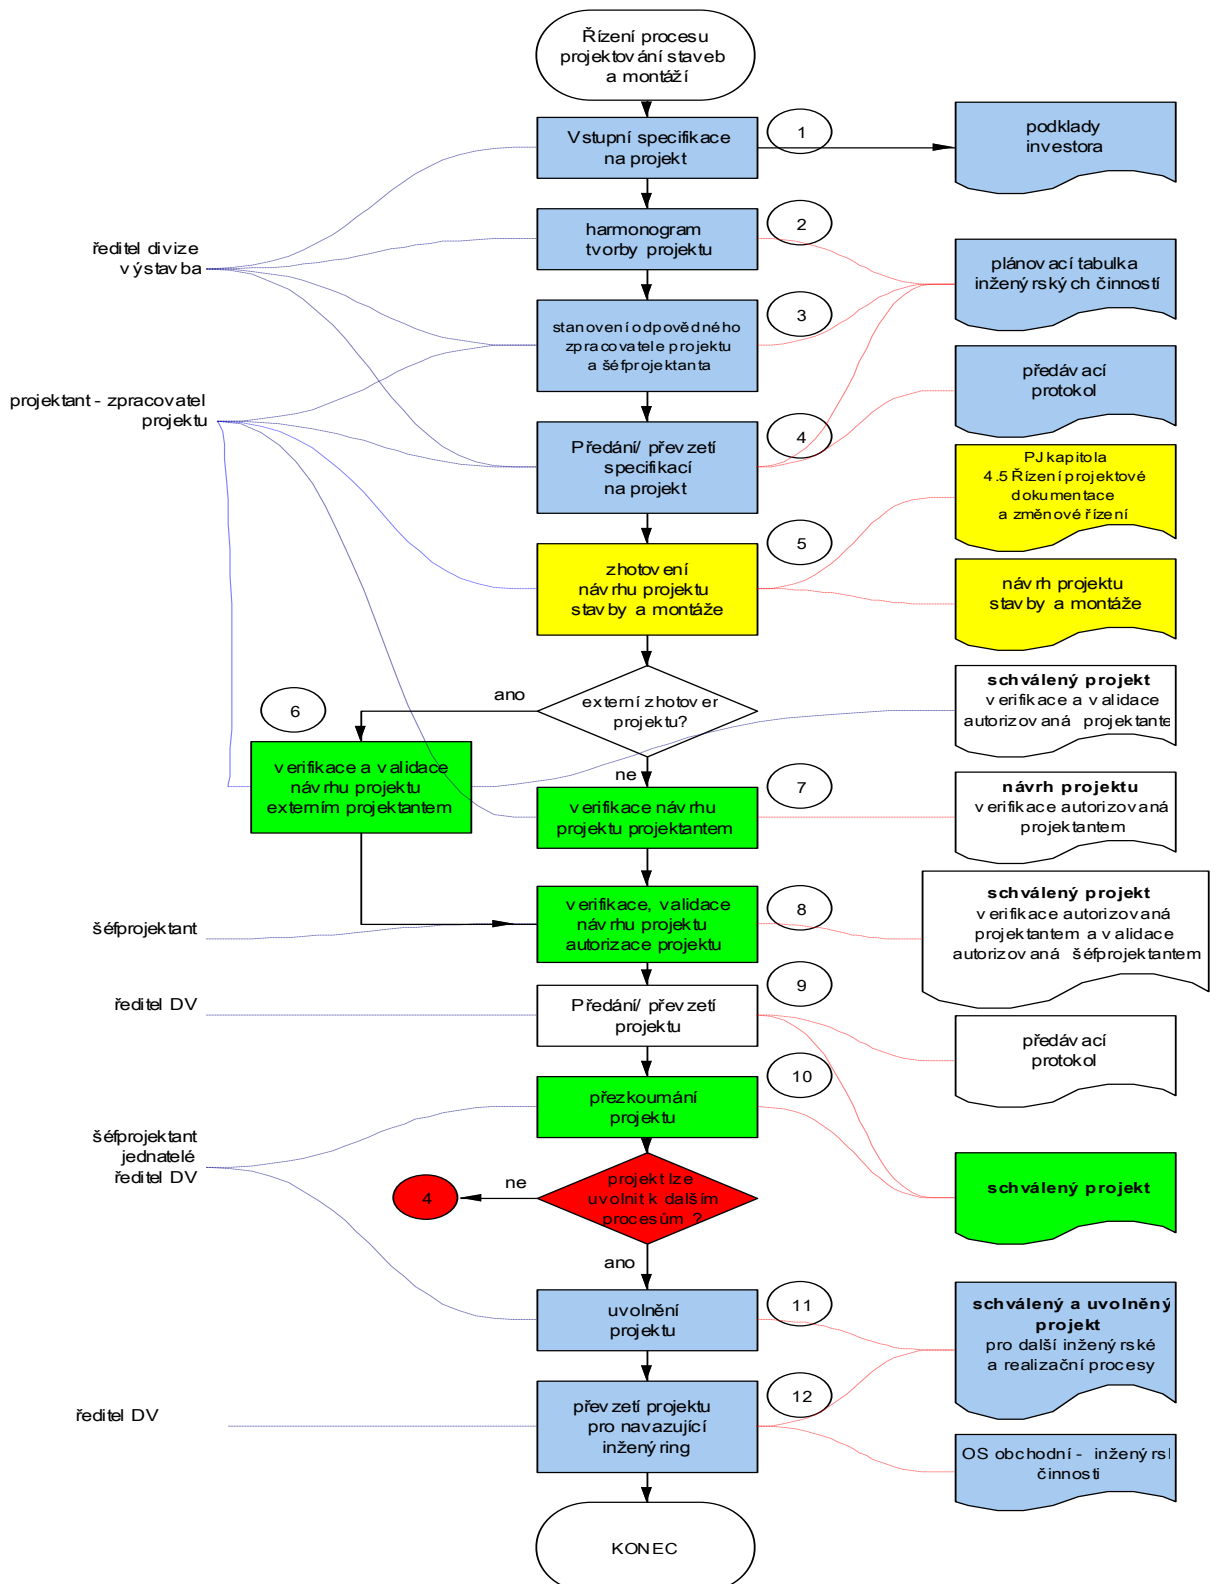 Řízení procesu
projektování staveb
a montáží
Vstupní specifikace
na projekt
1
podklady
investora
harmonogram
tvorby projektu
2
ředitel divize
výstavba
plánovací tabulka
inženýrských činností
stanovení odpovědného
zpracovatele projektu
a šéfprojektanta
3
předávací
protokol
projektant - zpracovatel
projektu
Předání/ převzetí
specifikací
na projekt
4
PJ kapitola
4.5 Řízení projektové
dokumentace
a změnové řízení
zhotovení
návrhu projektu
stavby a montáže
5
návrh projektu
stavby a montáže
ano
externí zhotover
projektu?
6
schválený projekt
verifikace a validace
autorizovaná projektante
verifikace a validace
návrhu projektu
externím projektantem
ne
verifikace návrhu
projektu projektantem
7
návrh projektu
verifikace autorizovaná
projektantem
šéfprojektant
verifikace, validace
návrhu projektu
autorizace projektu
8
schválený projekt
verifikace autorizovaná
projektantem a validace
autorizovaná šéfprojektantem
ředitel DV
Předání/ převzetí
projektu
9
předávací
protokol
přezkoumání
projektu
10
šéfprojektant
jednatelé
ředitel DV
schválený projekt
ne
4
projekt lze
uvolnit k dalším
procesům ?
ano
uvolnění
projektu
11
schválený a uvolněný
projekt
pro další inženýrské
a realizační procesy
ředitel DV
převzetí projektu
pro navazující
inženýring
12
OS obchodní - inženýrsl
činnosti
KONEC